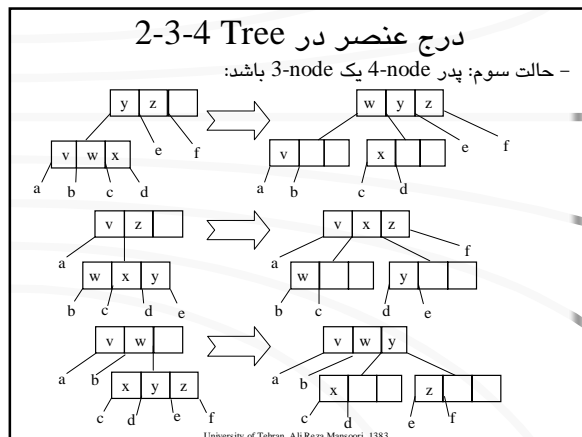 درج عنصر در 2-3-4 Tree
– حالت سوم: پدر 4-node یک 3-node باشد:
y z w y z
v w x e f v x e f
a b c d a b c d
v z v x z
a a f
w x y w y
b c d e b c d e
v w v w y
a b a b
x y z x z
c d e f c d e f
University of Tehran, Ali Reza Mansoori, 1383